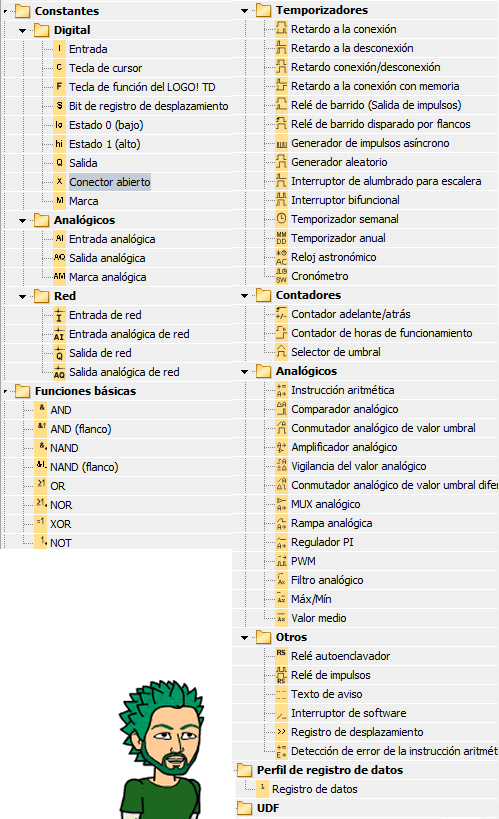 Constantes
Digital
I Entrada
C Tecla de cursor
F Tecla de función del LOGO! TD
S Bit de registro de desplazamiento
lo Estado 0 (bajo)
hi Estado 1 (alto)
Q Salida
X Conector abierto
M Marca
Analógicos
AI Entrada analógica
AQ Salida analógica
AM Marca analógica
Red
I Entrada de red
AI Entrada analógica de red
Q Salida de red
AQ Salida analógica de red
Funciones básicas
& AND
&↑ AND (flanco)
& NAND
&↓ NAND (flanco)
≥1 OR
≥1 NOR
=1 XOR
1 NOT
Temporizadores
Retardo a la conexión
Retardo a la desconexión
Retardo conexión/desconexión
Retardo a la conexión con memoria
Relé de barrido (Salida de impulsos)
Relé de barrido disparado por flancos
Generador de impulsos asíncrono
Generador aleatorio
Interruptor de alumbrado para escalera
Interruptor bifuncional
Temporizador semanal
MM DD Temporizador anual
AC Reloj astronómico
SW Cronómetro
Contadores
+/- Contador adelante/atrás
Contador de horas de funcionamiento
Selector de umbral
Analógicos
Instrucción aritmética
Comparador analógico
Conmutador analógico de valor umbral
Amplificador analógico
Vigilancia del valor analógico
Conmutador analógico de valor umbral dife
MUX analógico
Rampa analógica
Regulador PI
PWM
Filtro analógico
Máx/Mín
Valor medio
Otros
RS Relé autoenclavador
RS Relé de impulsos
Texto de aviso
Interruptor de software
>> Registro de desplazamiento
Detección de error de la instrucción aritmét
Perfil de registro de datos
1 Registro de datos
UDF